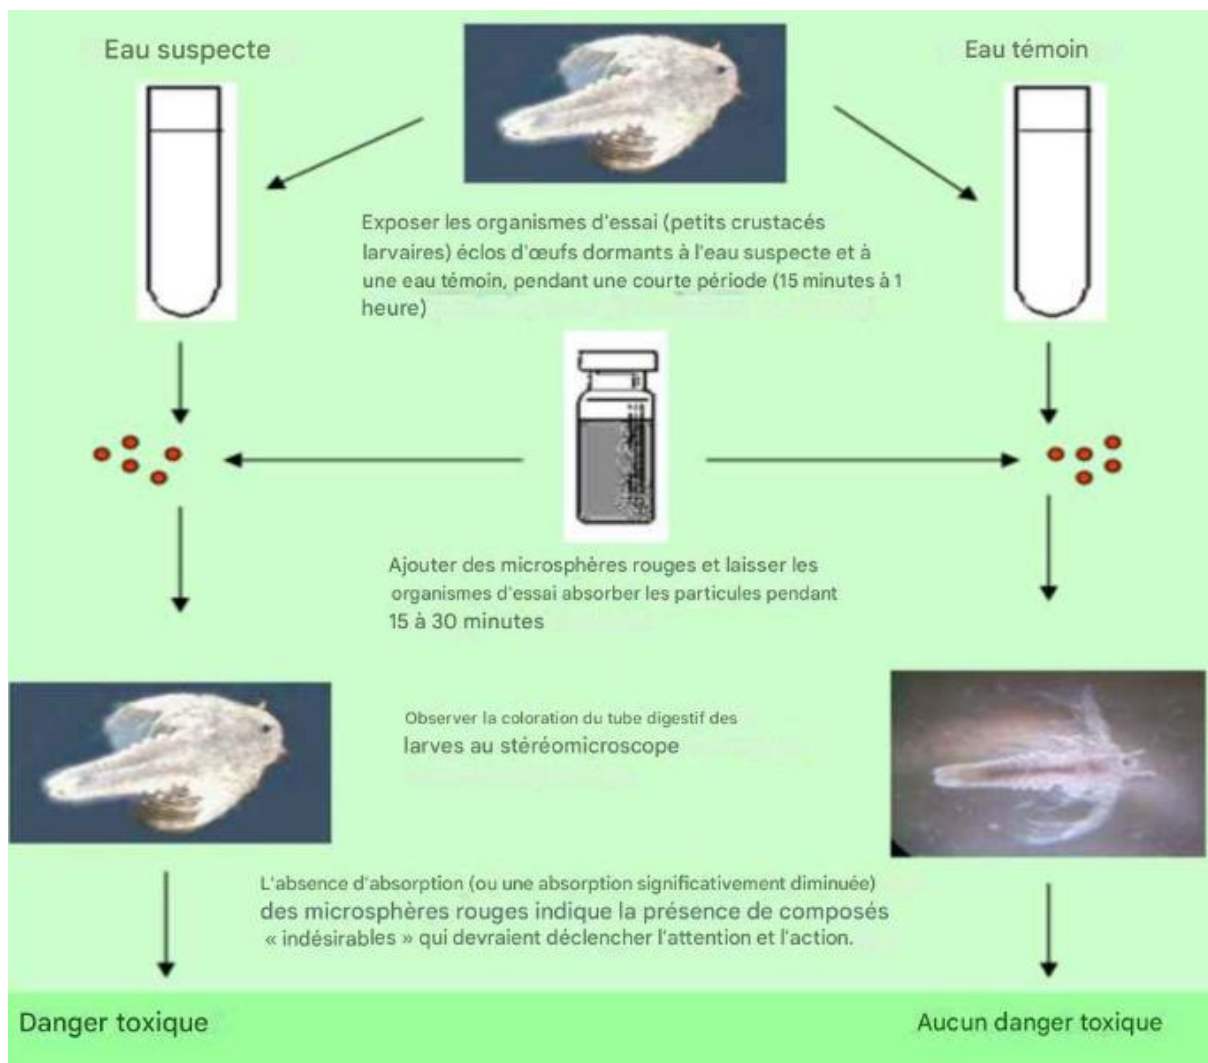 Eau suspecte
Eau témoin
Exposer les organismes d'essai (petits crustacés
larvaires) éclos d'œufs dormants à l'eau suspecte et à
une eau témoin, pendant une courte période (15 minutes à 1
heure)
Ajouter des microsphères rouges et laisser les
organismes d'essai absorber les particules pendant
15 à 30 minutes
Observer la coloration du tube digestif des
larves au stéréomicroscope
L'absence d'absorption (ou une absorption significativement diminuée)
des microsphères rouges indique la présence de composés
« indésirables » qui devraient déclencher l'attention et l'action.
Danger toxique
Aucun danger toxique